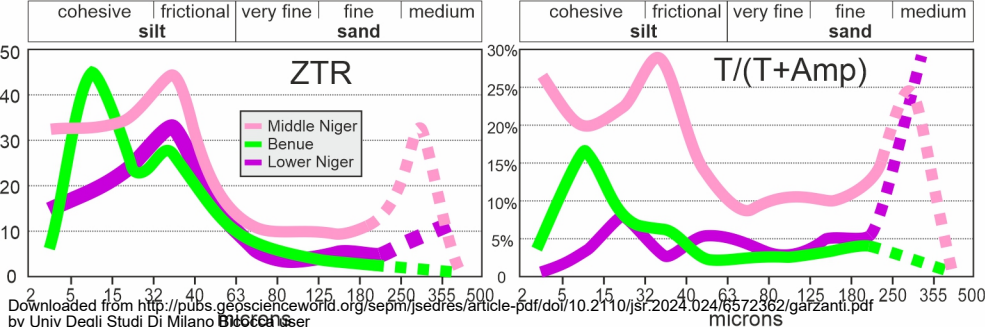 cohesive frictional very fine fine medium cohesive frictional very fine fine medium
silt sand silt sand
50 ZTR 30% T/(T+Amp)
40 25%
Middle Niger
Benue
Lower Niger
30 20%
15%
20 10%
10 5%
0 0
2 5 15 32 40 63 80 125 180 250 355 500 2 5 15 32 40 63 80 125 180 250 355 500
Downloaded from http://pubs.geoscienceworld.org/sepm/jsedres/article-pdf/doi/10.2110/jsr.2024.024/6572362/garzanti.pdf
microns microns
by Univ Degli Studi Di Milano Bicocca user